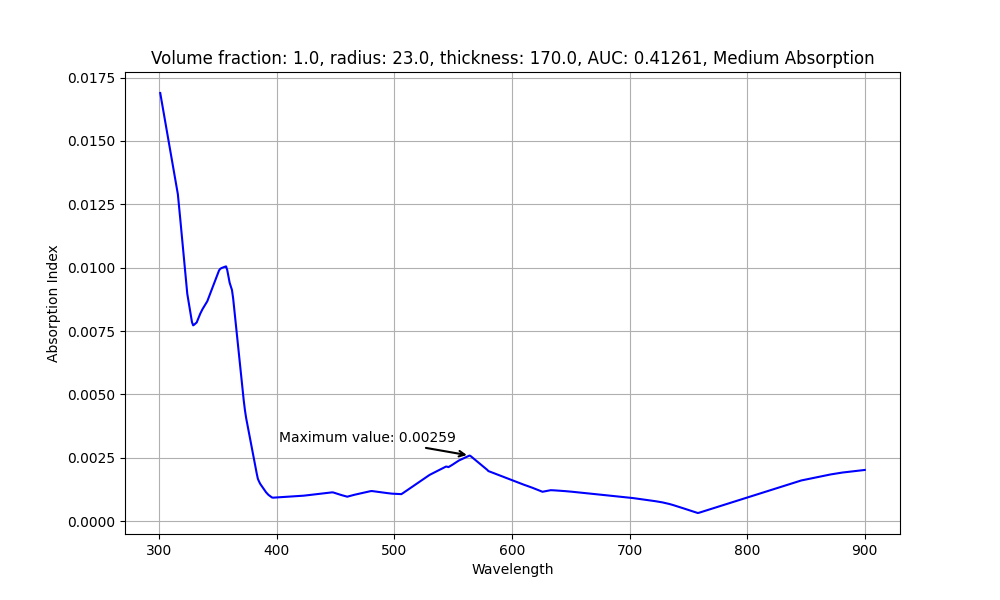 Volume fraction: 1.0, radius: 23.0, thickness: 170.0, AUC: 0.41261, Medium Absorption
0.0175
0.0150
0.0125
0.0100
0.0075
0.0050
0.0025
0.0000
Absorption Index
Maximum value: 0.00259
300 400 500 600 700 800 900
Wavelength